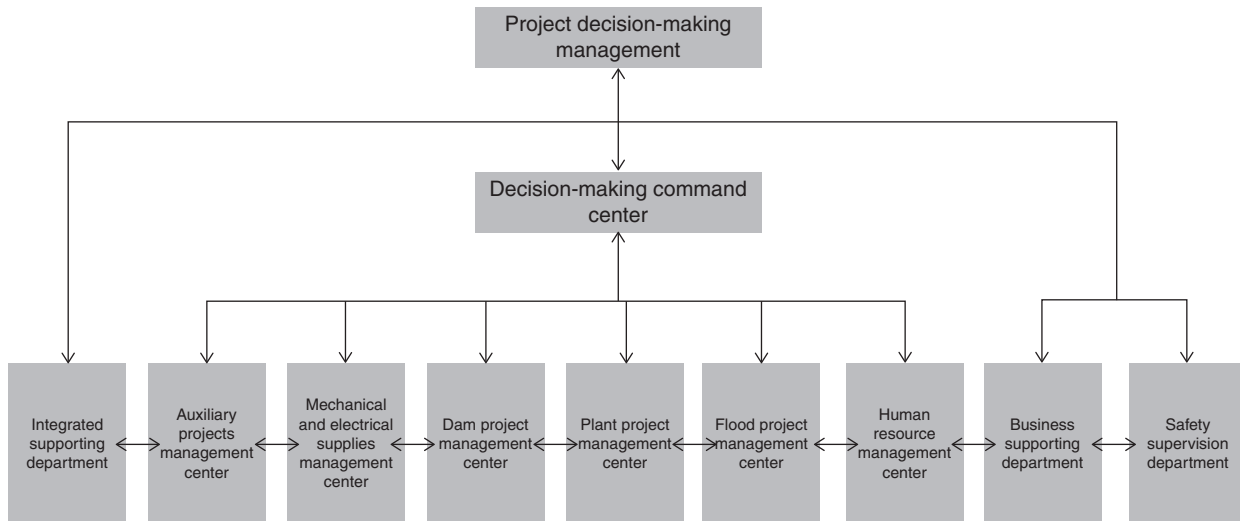 Project decision-making
management
Decision-making command
center
Integrated
supporting
department
Auxiliary
projects
management
center
Mechanical
and electrical
supplies
management
center
Dam project
management
center
Plant project
management
center
Flood project
management
center
Human
resource
management
center
Business
supporting
department
Safety
supervision
department